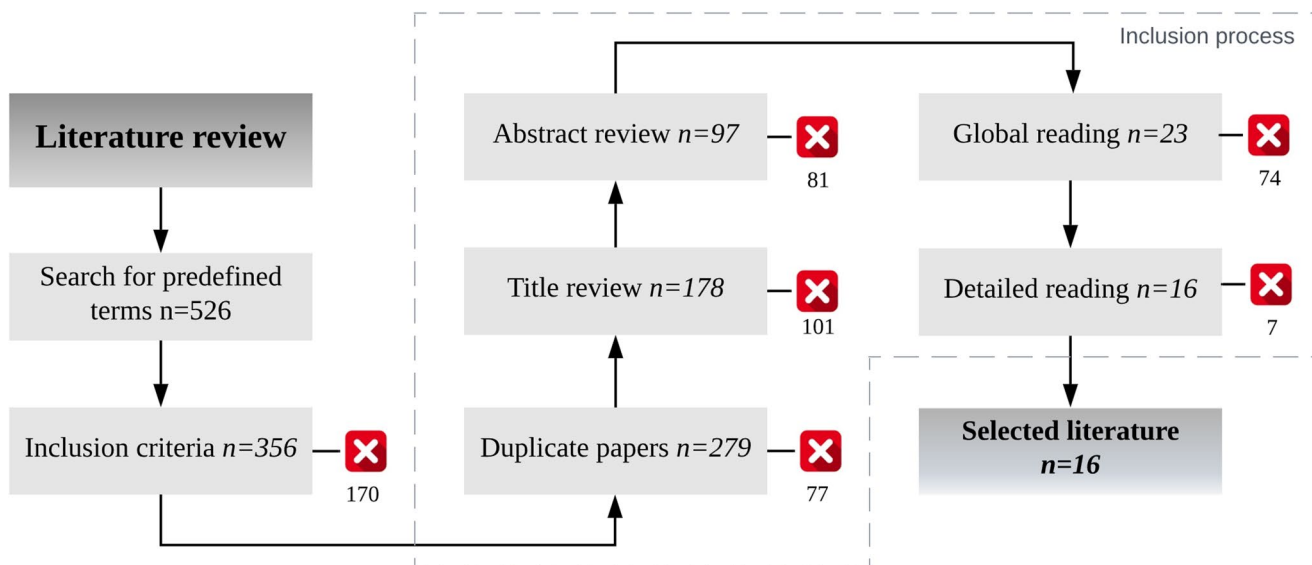 Literature review
Search for predefined
terms n=526
Inclusion criteria n=356
170
Inclusion process
Duplicate papers n=279
77
Title review n=178
101
Abstract review n=97
81
Global reading n=23
74
Detailed reading n=16
7
Selected literature
n=16